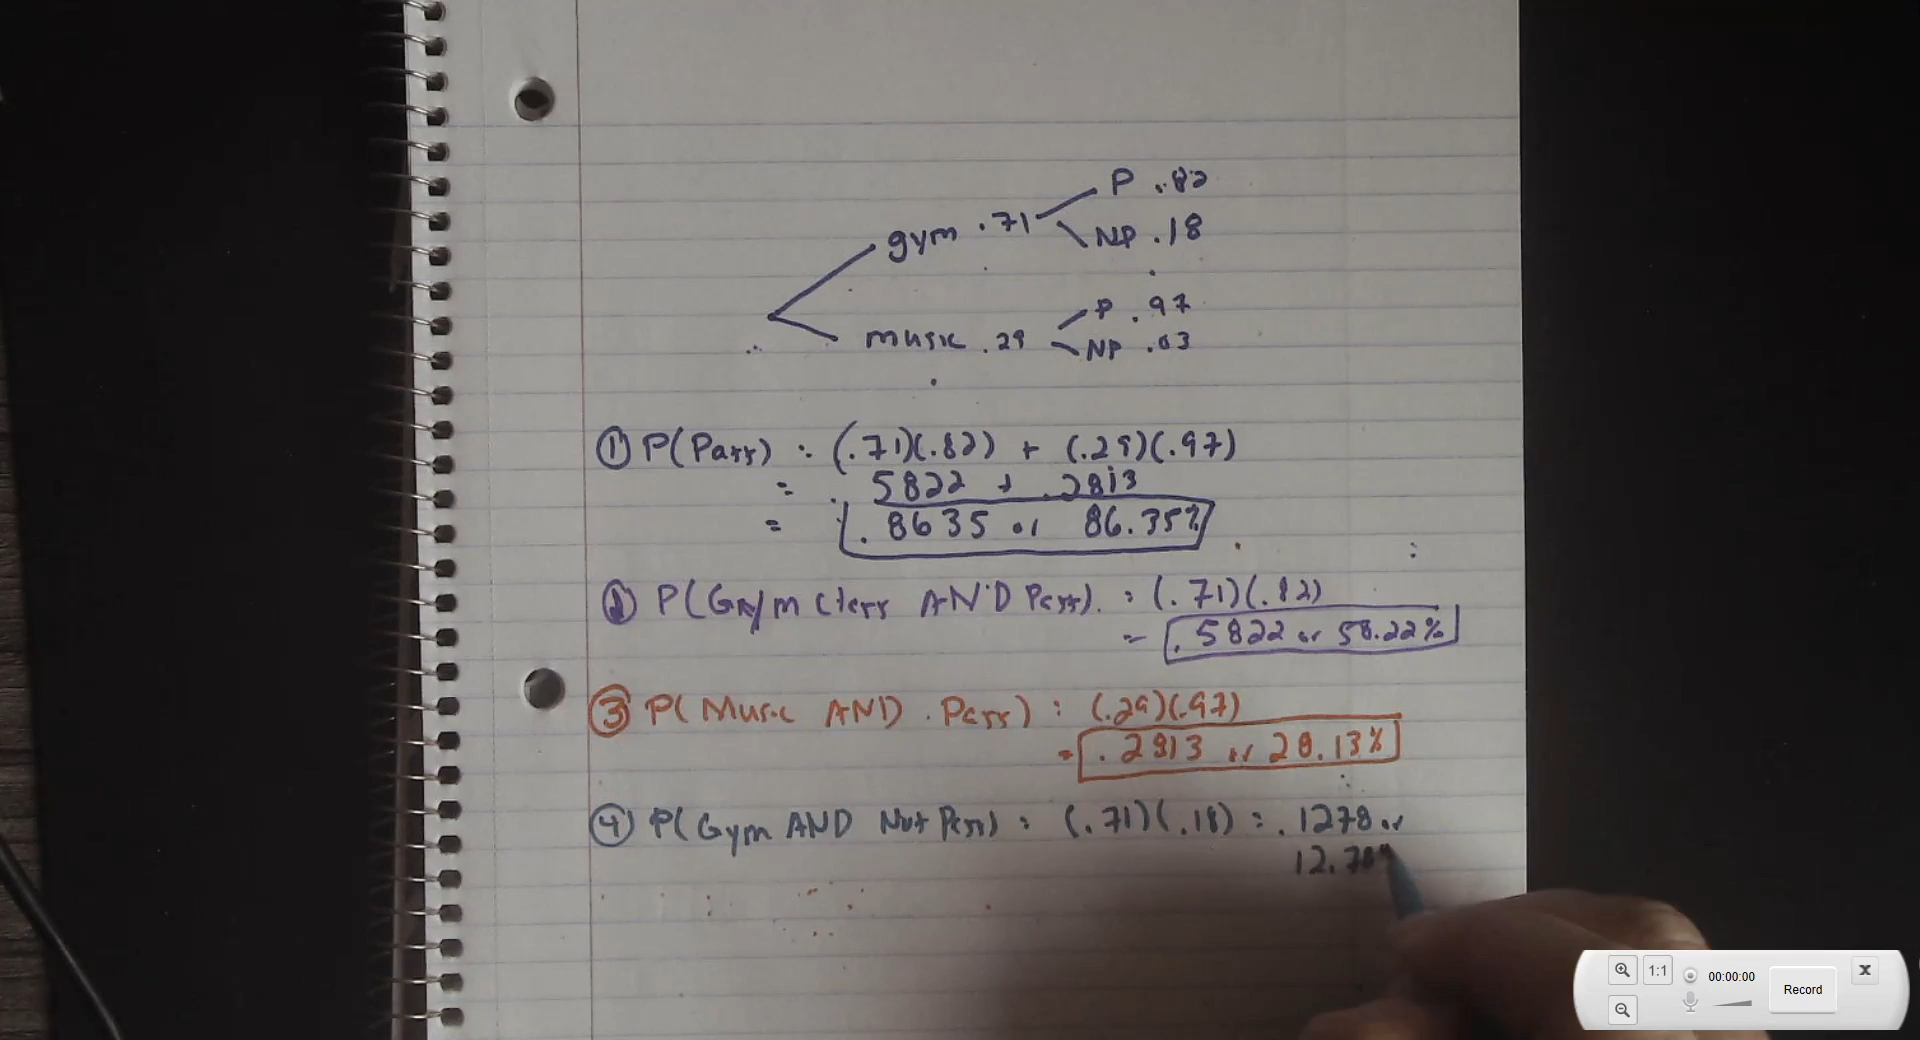 P .82
gym .71
NP .18
P .97
music .29
NP .03
① P(Pass) : (.71)(.82) + (.29)(.97)
= .5822 + .2813
= .8635 or 86.35%
② P(Gym Class AND Pass) : (.71)(.82)
= .5822 or 58.22%
③ P(Music AND Pass) : (.29)(.97)
= .2813 or 28.13%
④ P(Gym AND Not Pass) : (.71)(.18) = .1278 or
12.78%
1:1
00:00:00
Record
x